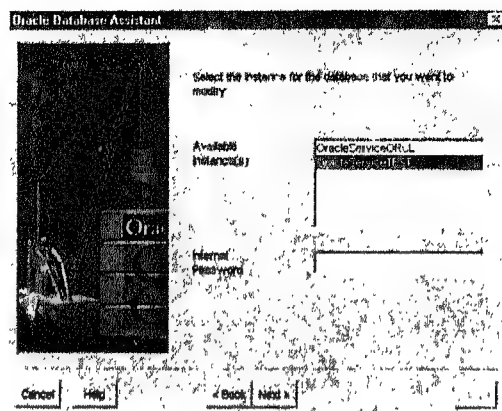 Oracle Database Assistant
Select the instance for the database that you want to
modify
Available
Instance(s)
OracleServiceORCL
Orac
Internal
Password
Cancel
Help
< Back
Next >